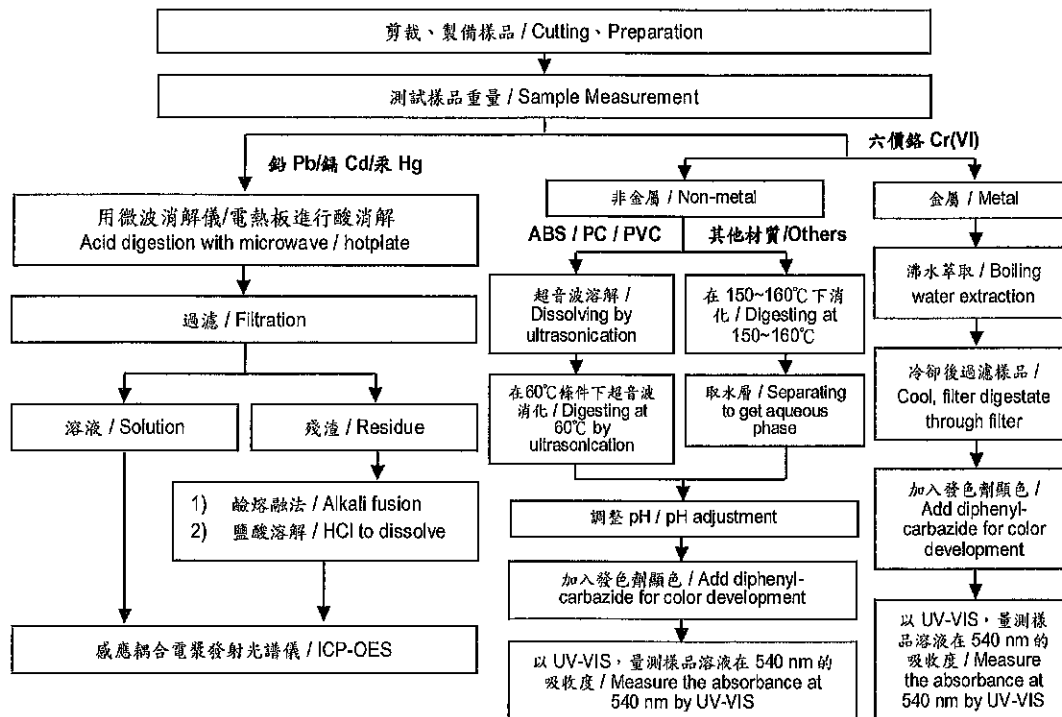 剪裁、製備樣品 / Cutting、Preparation
測試樣品重量 / Sample Measurement
鉛 Pb/鎘 Cd/汞 Hg
六價鉻 Cr(VI)
用微波消解儀/電熱板進行酸消解
Acid digestion with microwave / hotplate
過濾 / Filtration
溶液 / Solution
殘渣 / Residue
1) 鹼熔融法 / Alkali fusion
2) 鹽酸溶解 / HCl to dissolve
感應耦合電漿發射光譜儀 / ICP-OES
非金屬 / Non-metal
ABS / PC / PVC
其他材質/Others
超音波溶解 /
Dissolving by
ultrasonication
在 150~160℃下消
化 / Digesting at
150~160℃
在60℃條件下超音波
消化 / Digesting at
60℃ by
ultrasonication
取水層 / Separating
to get aqueous
phase
調整 pH / pH adjustment
加入發色劑顯色 / Add diphenyl-
carbazide for color development
以 UV-VIS，量測樣品溶液在 540 nm 的
吸收度 / Measure the absorbance at
540 nm by UV-VIS
金屬 / Metal
沸水萃取 / Boiling
water extraction
冷卻後過濾樣品 /
Cool, filter digestate
through filter
加入發色劑顯色 /
Add diphenyl-
carbazide for color
development
以 UV-VIS，量測樣
品溶液在 540 nm 的
吸收度 / Measure
the absorbance at
540 nm by UV-VIS